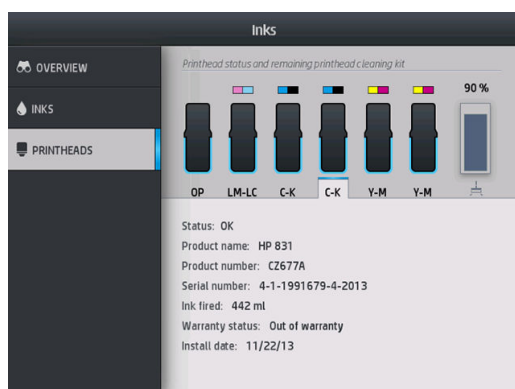 Inks
OVERVIEW
INKS
PRINTHEADS
Printhead status and remaining printhead cleaning kit
90 %
OP LM-LC C-K C-K Y-M Y-M
Status: OK
Product name: HP 831
Product number: CZ677A
Serial number: 4-1-1991679-4-2013
Ink fired: 442 ml
Warranty status: Out of warranty
Install date: 11/22/13